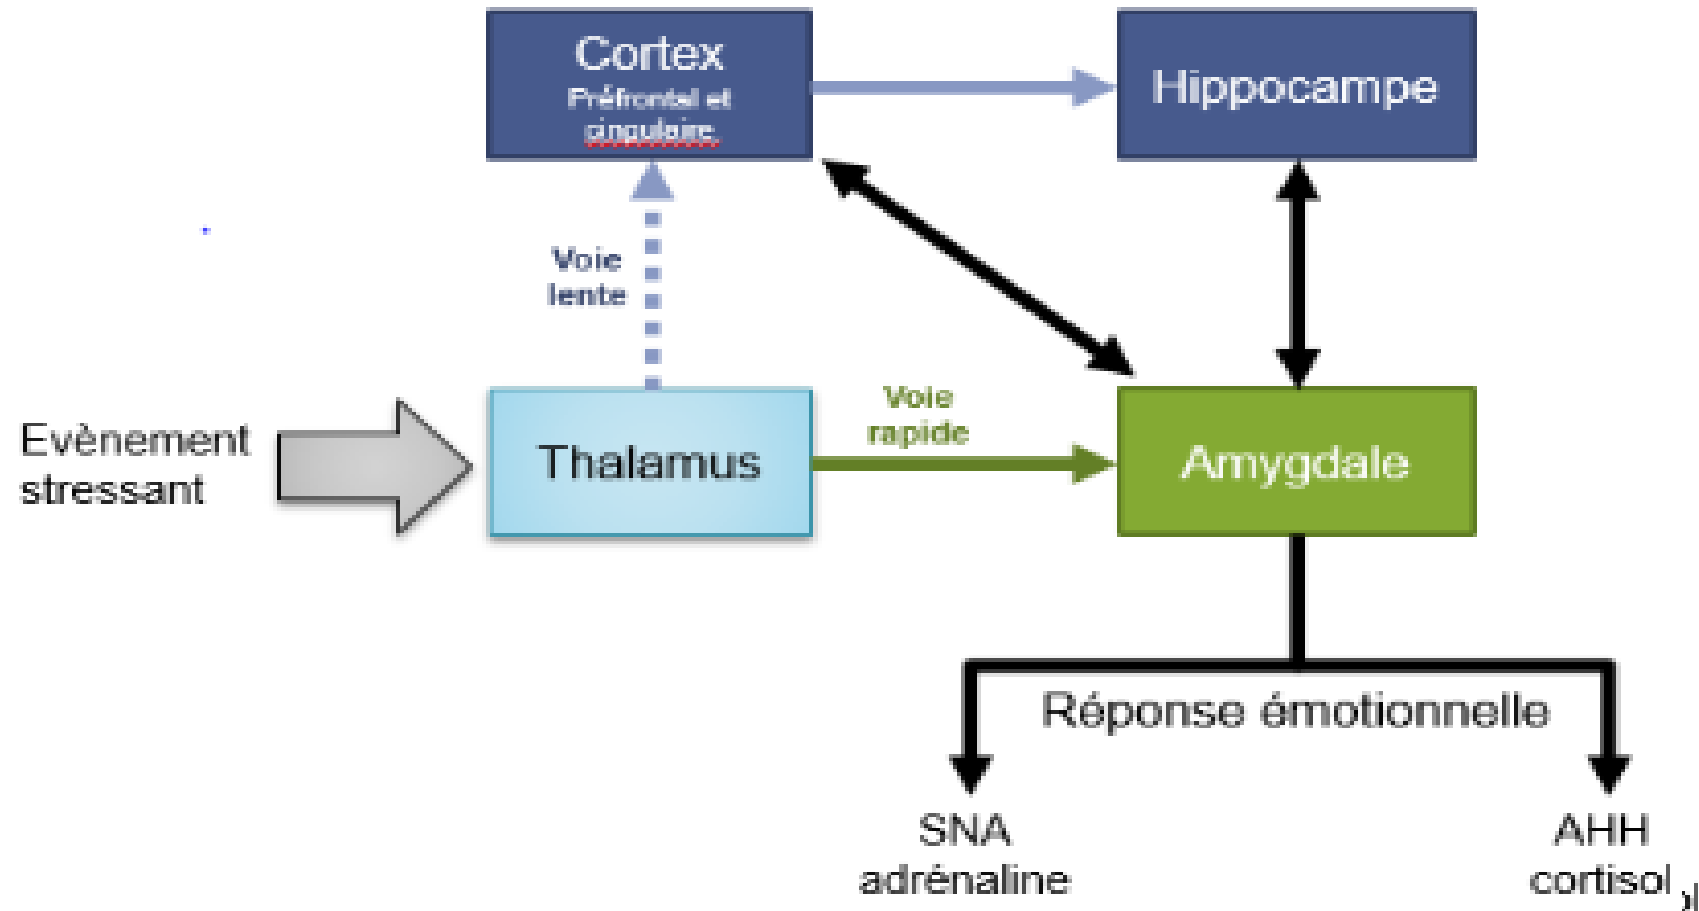 Cortex
Préfrontal et
cingulaire
Hippocampe
Voie
lente
Voie
rapide
Evènement
stressant
Thalamus
Amygdale
Réponse émotionnelle
SNA
adrénaline
AHH
cortisol